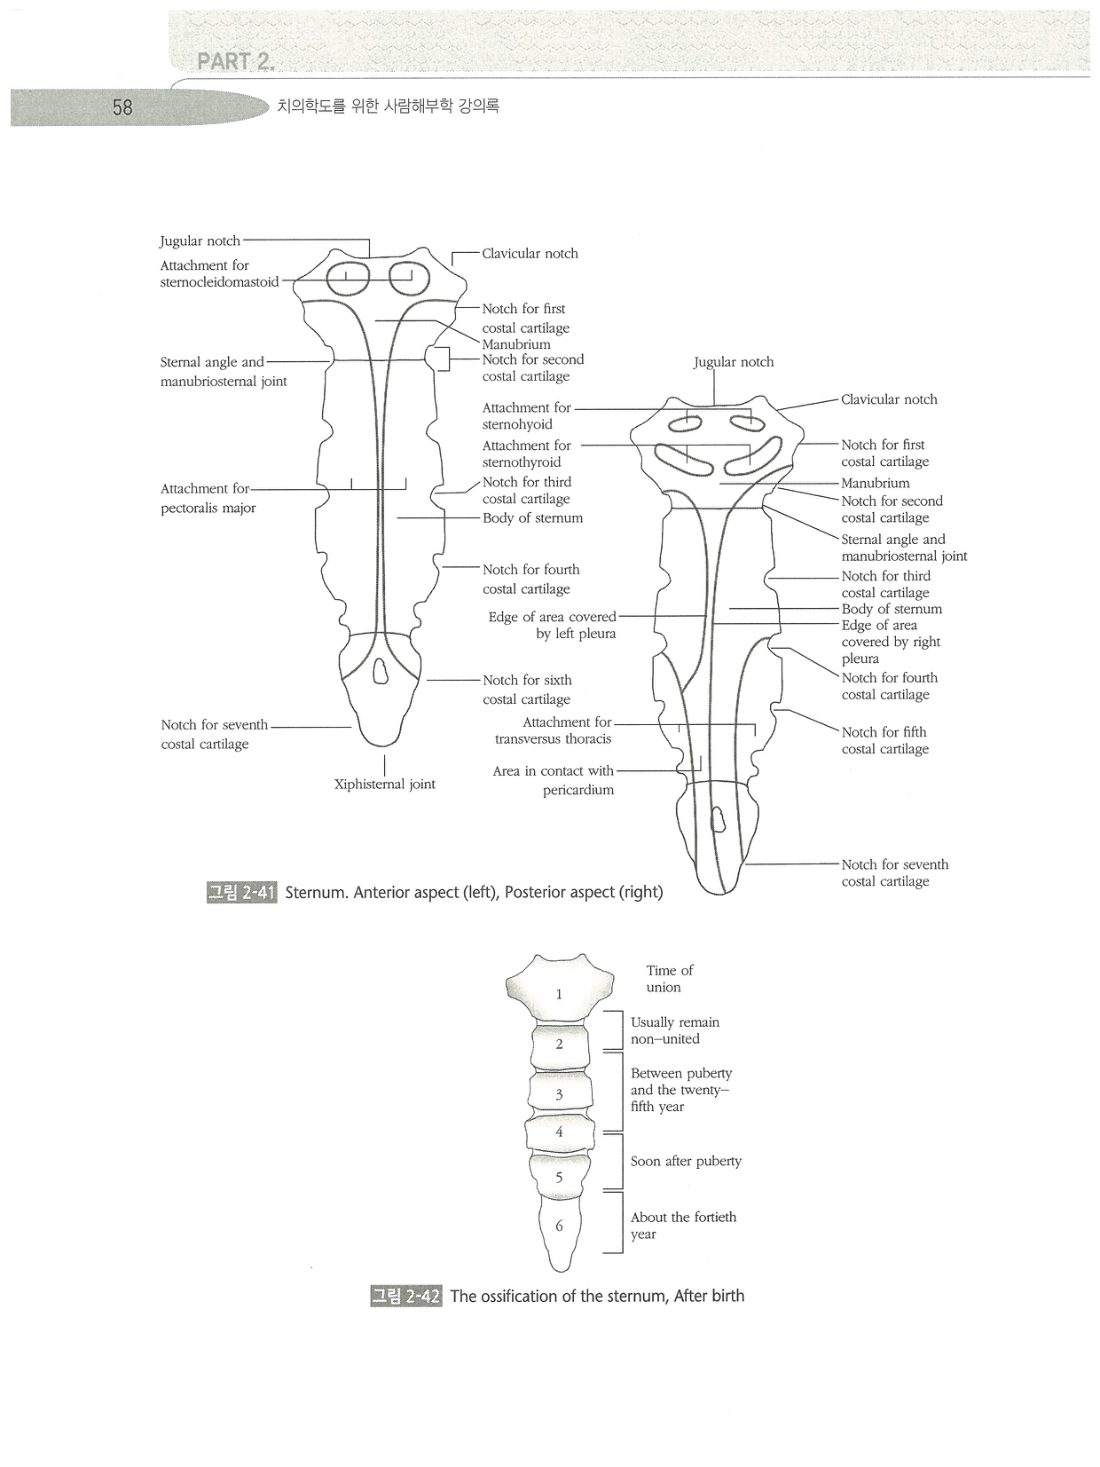 PART 2.
58
치의학도를 위한 사람해부학 강의록
Jugular notch
Attachment for
sternocleidomastoid
Sternal angle and
manubriosternal joint
Attachment for
pectoralis major
Notch for seventh
costal cartilage
Xiphisternal joint
Clavicular notch
Notch for first
costal cartilage
Manubrium
Notch for second
costal cartilage
Attachment for
sternohyoid
Attachment for
sternothyroid
Notch for third
costal cartilage
Body of sternum
Notch for fourth
costal cartilage
Edge of area covered
by left pleura
Notch for sixth
costal cartilage
Attachment for
transversus thoracis
Area in contact with
pericardium
Jugular notch
Clavicular notch
Notch for first
costal cartilage
Manubrium
Notch for second
costal cartilage
Sternal angle and
manubriosternal joint
Notch for third
costal cartilage
Body of sternum
Edge of area
covered by right
pleura
Notch for fourth
costal cartilage
Notch for fifth
costal cartilage
Notch for seventh
costal cartilage
그림 2-41 Sternum. Anterior aspect (left), Posterior aspect (right)
1
2
3
4
5
6
Time of
union
Usually remain
non-united
Between puberty
and the twenty-
fifth year
Soon after puberty
About the fortieth
year
그림 2-42 The ossification of the sternum, After birth